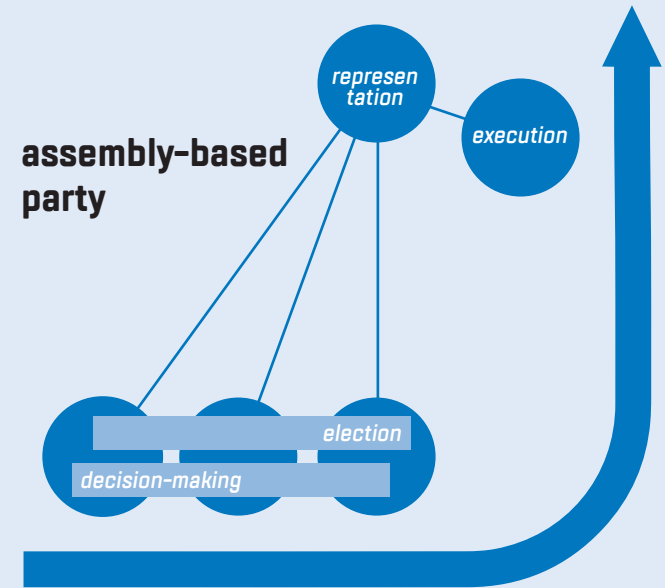 represen
tation
execution
assembly-based
party
election
decision-making